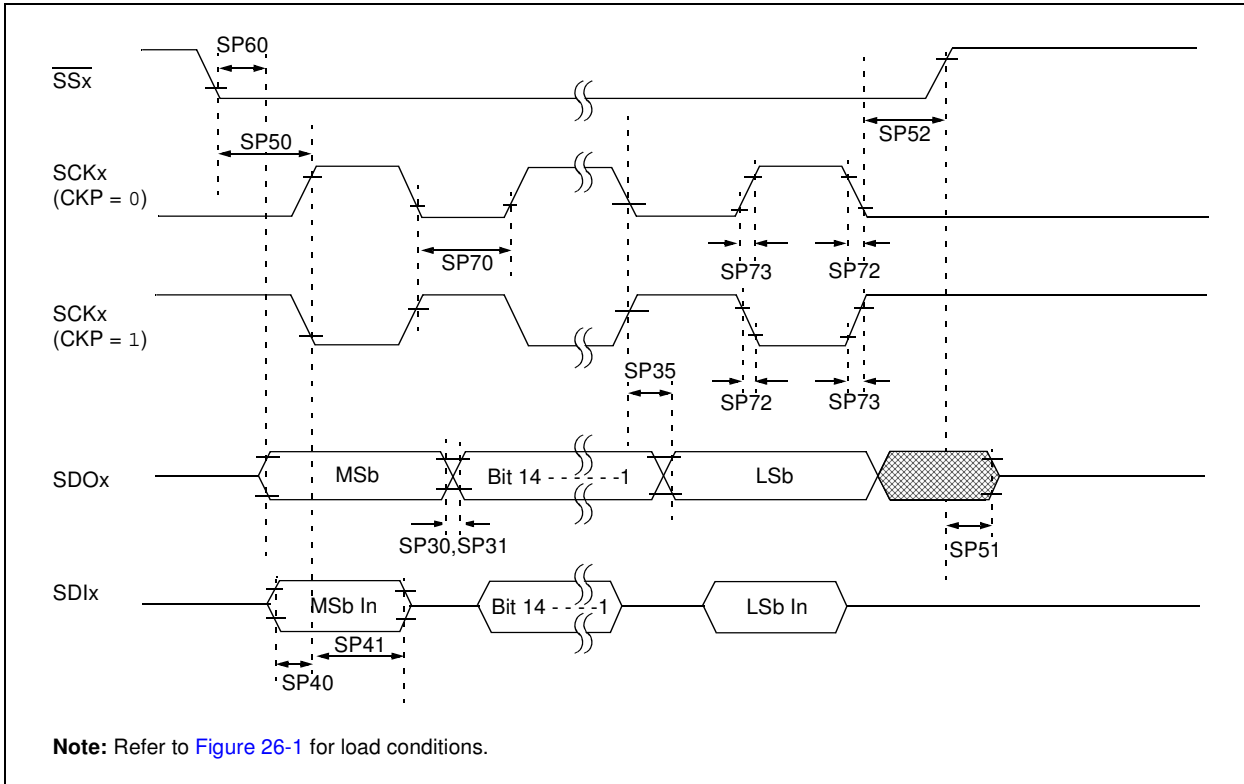 SP60
SSx
SP50
SP52
SCKx
(CKP = 0)
SP70
SP73
SP72
SCKx
(CKP = 1)
SP35
SP72
SP73
SDOx
MSb
Bit 14 - - - - - -1
LSb
SP30,SP31
SP51
SDIx
MSb In
Bit 14 - - - -1
LSb In
SP41
SP40
Note: Refer to Figure 26-1 for load conditions.